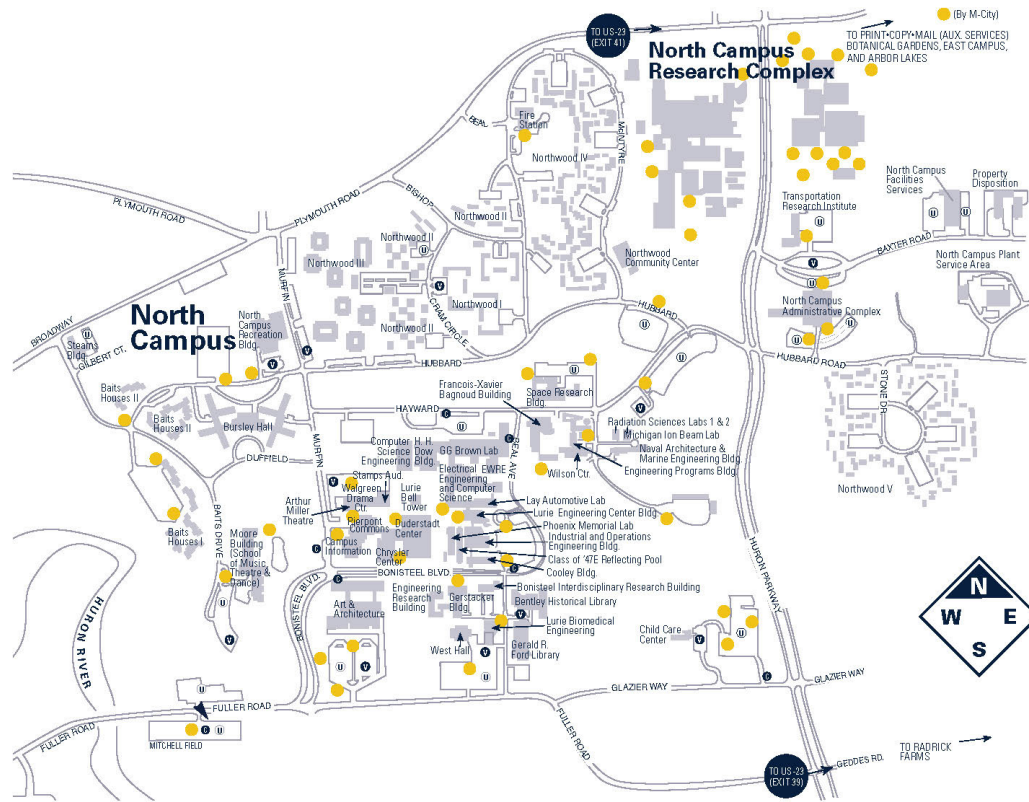 (By M-City)
TO US-23
(EXIT 41)
TO PRINT•COPY•MAIL (AUX. SERVICES)
BOTANICAL GARDENS, EAST CAMPUS,
AND ARBOR LAKES
North Campus
Research Complex
BEAL
Fire
Station
MCINTYRE
Northwood IV
PLYMOUTH ROAD
PLYMOUTH ROAD
BISHOP
Northwood II
Northwood II
U
Northwood III
V
Northwood I
Northwood II
CRAM CIRCLE
Northwood
Community Center
Transportation
Research Institute
U
V
North Campus
Facilities
Services
U
U
Property
Disposition
BAXTER ROAD
North Campus Plant
Service Area
North Campus
Administrative Complex
U
U
HUBBARD
U
U
HUBBARD ROAD
STONE DR.
Northwood V
North
Campus
BROADWAY
U
Stearns
Bldg.
GILBERT CT.
North
Campus
Recreation
Bldg.
V
V
MURFIN
HUBBARD
Baits
Houses II
Baits
Houses II
Bursley Hall
DUFFIELD
MURFIN
HAYWARD
C
U
Francois-Xavier
Bagnoud Building
Space Research
Bldg.
U
V
Radiation Sciences Labs 1 & 2
Michigan Ion Beam Lab
Naval Architecture &
Marine Engineering Bldg.
Engineering Programs Bldg.
Wilson Ctr.
C
BEAL AVE
Computer
Science
Engineering
H. H.
Dow
Bldg
GG Brown Lab
Electrical
Engineering
and Computer
Science
EWRE
Stamps Aud.
Walgreen
Drama
Ctr.
Lurie
Bell
Tower
Arthur
Miller
Theatre
Pierpont
Commons
Duderstadt
Center
Campus
Information
Chrysler
Center
C
Lay Automotive Lab
Lurie Engineering Center Bldg
Phoenix Memorial Lab
Industrial and Operations
Engineering Bldg.
Class of '47E Reflecting Pool
Cooley Bldg.
C
BONISTEEL BLVD.
C
Bonisteel Interdisciplinary Research Building
Engineering
Research
Building
Gerstacker
Bldg.
Bentley Historical Library
V
Lurie Biomedical
Engineering
West Hall
V
U
Gerald R.
Ford Library
Art &
Architecture
U
V
BONISTEEL BLVD.
Baits
Houses I
BAITS DRIVE
Moore
Building
(School
of Music,
Theatre &
Dance)
U
V
HURON RIVER
U
FULLER ROAD
FULLER ROAD
C
U
MITCHELL FIELD
HURON PARKWAY
Child Care
Center
V
U
C
GLAZIER WAY
GLAZIER WAY
FULLER ROAD
N
W
E
S
TO US-23
(EXIT 39)
GEDDES RD.
TO RADRICK
FARMS